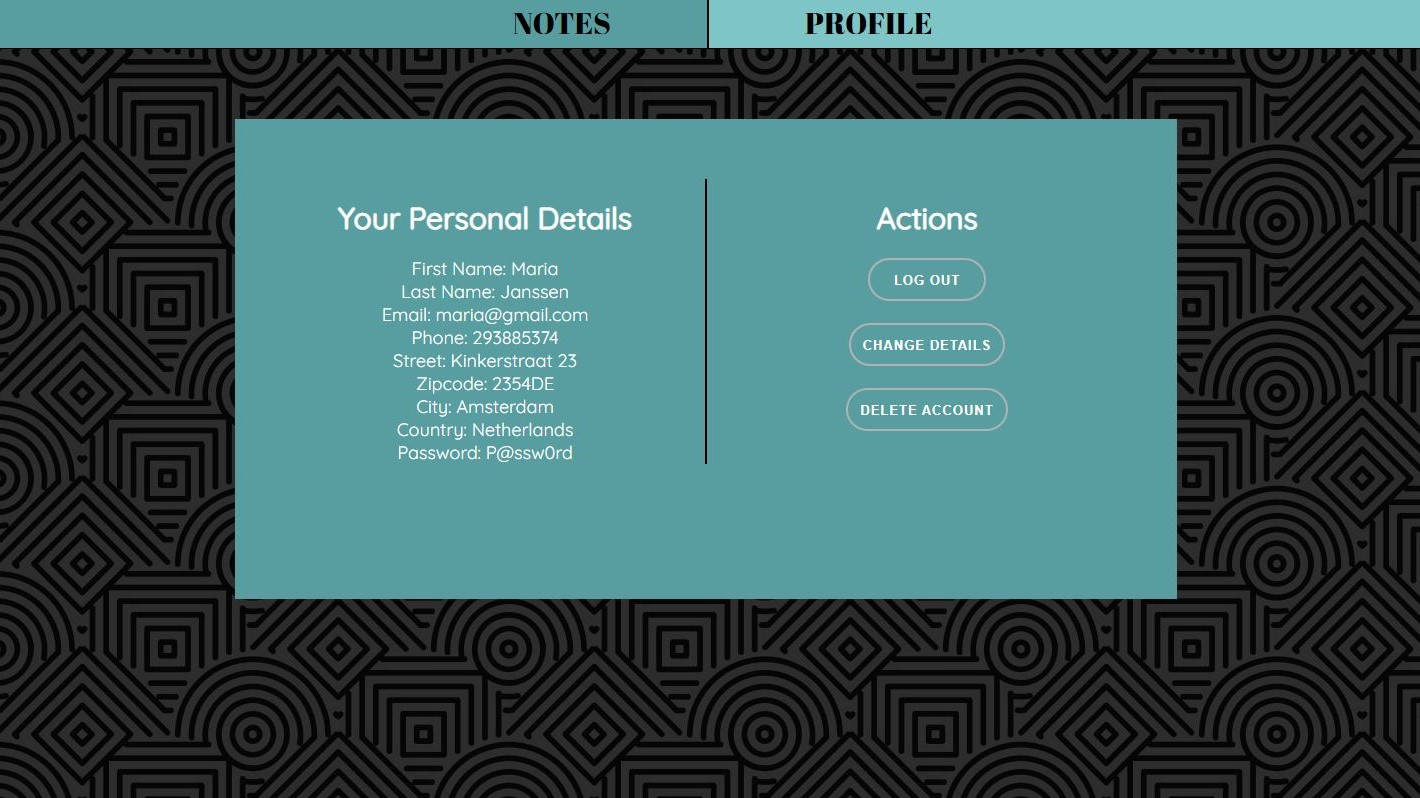 NOTES
PROFILE
Your Personal Details
First Name: Maria
Last Name: Janssen
Email: maria@gmail.com
Phone: 293885374
Street: Kinkerstraat 23
Zipcode: 2354DE
City: Amsterdam
Country: Netherlands
Password: P@ssw0rd
Actions
LOG OUT
CHANGE DETAILS
DELETE ACCOUNT